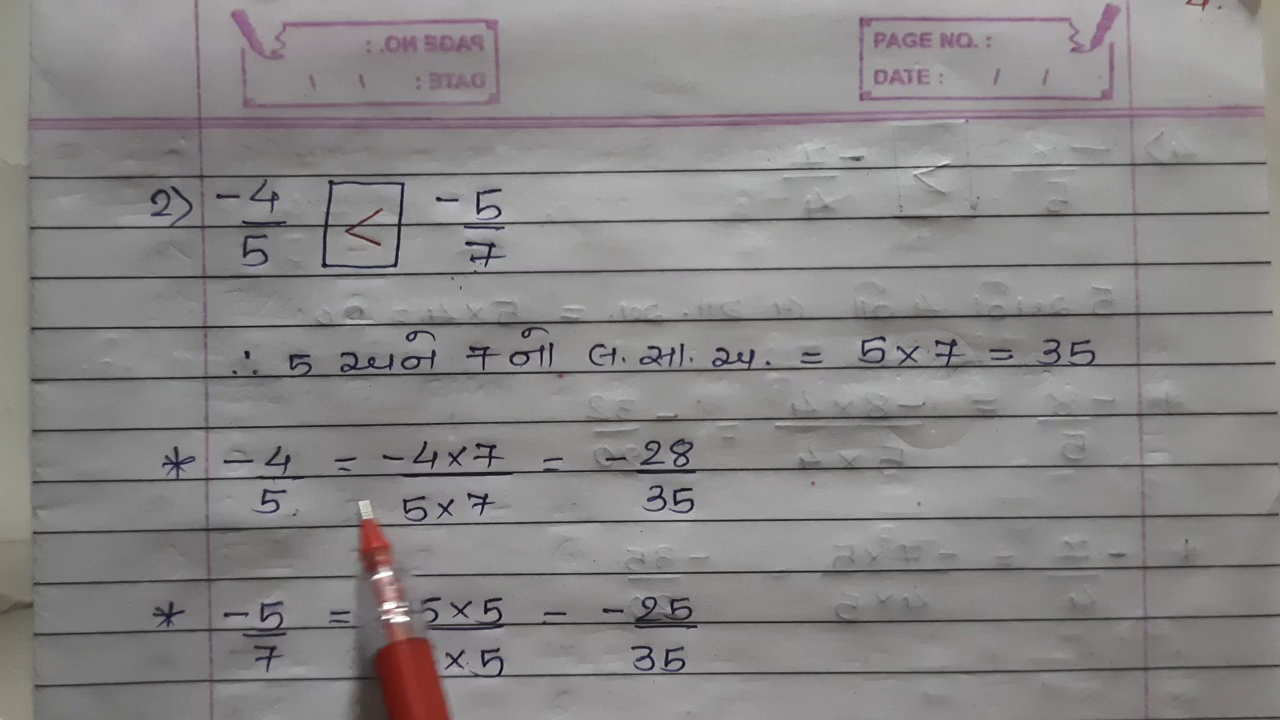 PAGE NO. :
DATE : / /
2) -4/5 < -5/7
∴ 5 અને 7નો લ. સા. અ. = 5 × 7 = 35
* -4/5 = -4×7/5×7 = -28/35
* -5/7 = 5×5/×5 = -25/35